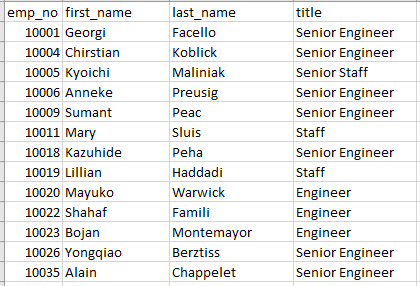 emp_no first_name last_name title
10001 Georgi Facello Senior Engineer
10004 Chirstian Koblick Senior Engineer
10005 Kyoichi Maliniak Senior Staff
10006 Anneke Preusig Senior Engineer
10009 Sumant Peac Senior Engineer
10011 Mary Sluis Staff
10018 Kazuhide Peha Senior Engineer
10019 Lillian Haddadi Staff
10020 Mayuko Warwick Engineer
10022 Shahaf Famili Engineer
10023 Bojan Montemayor Engineer
10026 Yongqiao Berztiss Senior Engineer
10035 Alain Chappelet Senior Engineer